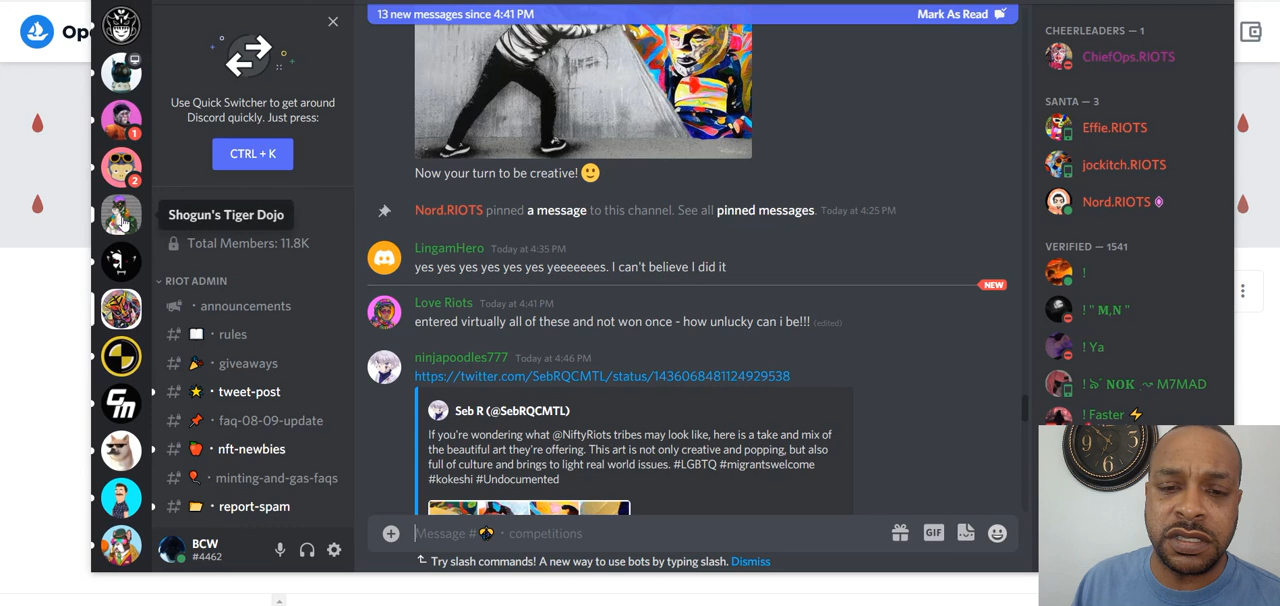 Op
Use Quick Switcher to get around
Discord quickly. Just press:
CTRL + K
1
2
Shogun's Tiger Dojo
Total Members: 11.8K
RIOT ADMIN
announcements
rules
giveaways
tweet-post
faq-08-09-update
nft-newbies
minting-and-gas-faqs
report-spam
GM
BCW
#4462
13 new messages since 4:41 PM
Mark As Read
Now your turn to be creative!
Nord.RIOTS pinned a message to this channel. See all pinned messages. Today at 4:25 PM
LingamHero Today at 4:35 PM
yes yes yes yes yes yes yeeeeees. I can't believe I did it
NEW
Love Riots Today at 4:41 PM
entered virtually all of these and not won once - how unlucky can i be!!! (edited)
ninjapoodles777 Today at 4:46 PM
https://twitter.com/SebRQCMTL/status/1436068481124929538
Seb R (@SebRQCMTL)
If you're wondering what @NiftyRiots tribes may look like, here is a take and mix of
the beautiful art they're offering. This art is not only creative and popping, but also
full of culture and brings to light real world issues. #LGBTQ #migrantswelcome
#kokeshi #Undocumented
Message # competitions
GIF
Try slash commands! A new way to use bots by typing slash. Dismiss
CHEERLEADERS — 1
ChiefOps.RIOTS
SANTA — 3
Effie.RIOTS
jockitch.RIOTS
Nord.RIOTS
VERIFIED — 1541
!
! " M,N "
! Ya
NOK M7MAD
! Faster